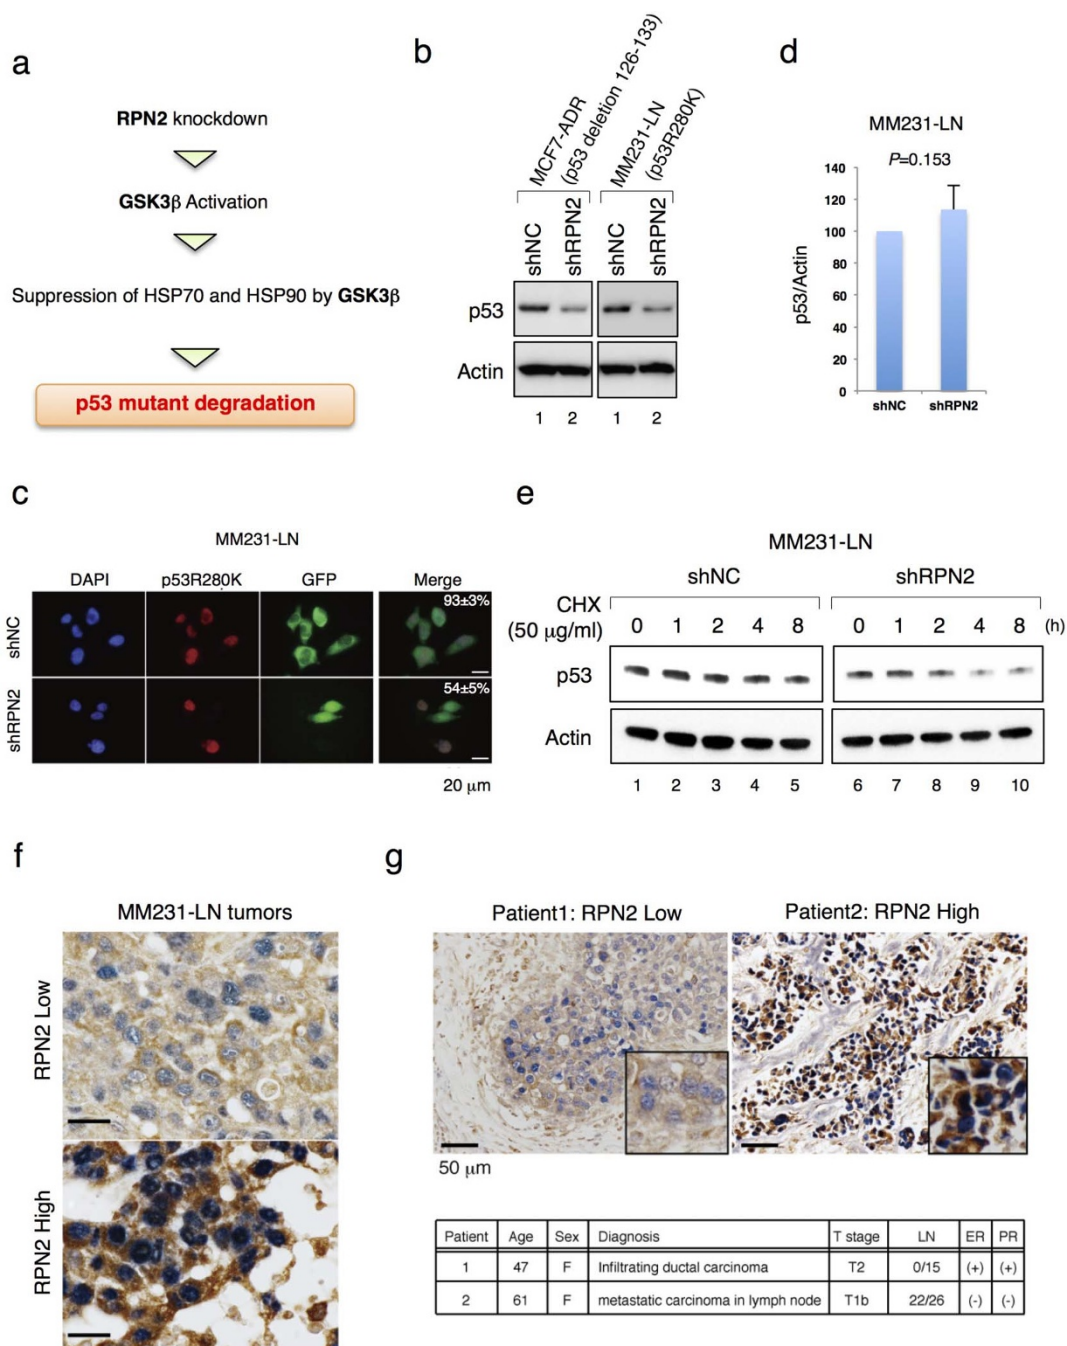 a
RPN2 knockdown
GSK3β Activation
Suppression of HSP70 and HSP90 by GSK3β
p53 mutant degradation
b
MCF7-ADR
(p53 deletion 126-133)
MM231-LN
(p53R280K)
shNC shRPN2 shNC shRPN2
p53
Actin
1 2 1 2
d
MM231-LN
P=0.153
140
120
100
80
60
40
20
0
p53/Actin
shNC shRPN2
c
MM231-LN
DAPI p53R280K GFP Merge
shNC
93±3%
shRPN2
54±5%
20 μm
e
MM231-LN
shNC shRPN2
CHX
(50 μg/ml) 0 1 2 4 8 0 1 2 4 8 (h)
p53
Actin
1 2 3 4 5 6 7 8 9 10
f
MM231-LN tumors
RPN2 Low
RPN2 High
g
Patient1: RPN2 Low Patient2: RPN2 High
50 μm
Patient Age Sex Diagnosis T stage LN ER PR
1 47 F Infiltrating ductal carcinoma T2 0/15 (+) (+)
2 61 F metastatic carcinoma in lymph node T1b 22/26 (-) (-)